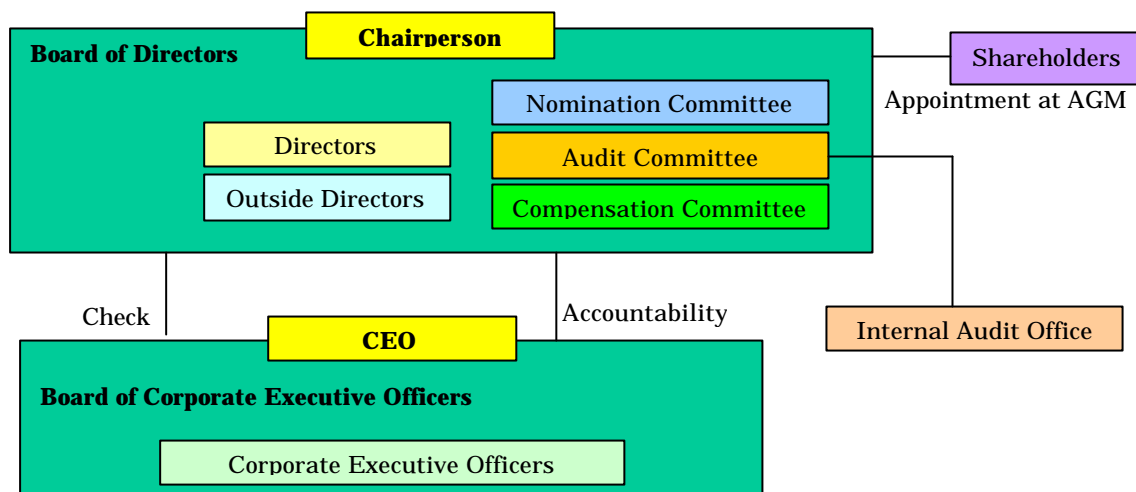 Chairperson
Board of Directors
Shareholders
Appointment at AGM
Nomination Committee
Directors
Audit Committee
Outside Directors
Compensation Committee
Check
Accountability
Internal Audit Office
CEO
Board of Corporate Executive Officers
Corporate Executive Officers